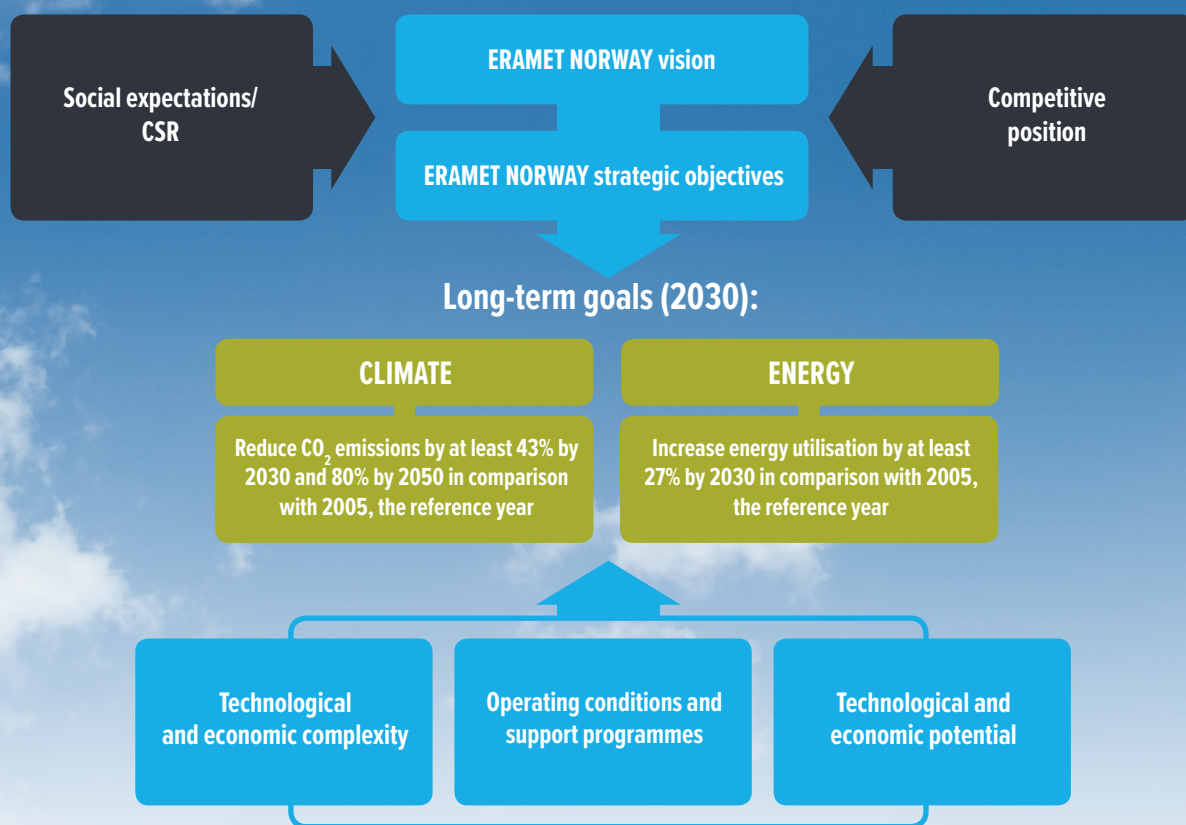 Social expectations/
CSR
ERAMET NORWAY vision
ERAMET NORWAY strategic objectives
Competitive
position
Long-term goals (2030):
CLIMATE
Reduce CO₂ emissions by at least 43% by
2030 and 80% by 2050 in comparison
with 2005, the reference year
ENERGY
Increase energy utilisation by at least
27% by 2030 in comparison with 2005,
the reference year
Technological
and economic complexity
Operating conditions and
support programmes
Technological and
economic potential